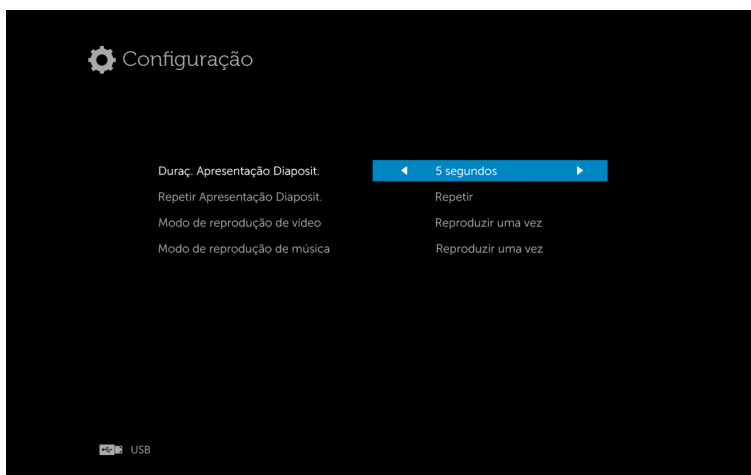 Configuração
Duraç. Apresentação Diaposit. 5 segundos
Repetir Apresentação Diaposit. Repetir
Modo de reprodução de vídeo Reproduzir uma vez
Modo de reprodução de música Reproduzir uma vez
USB